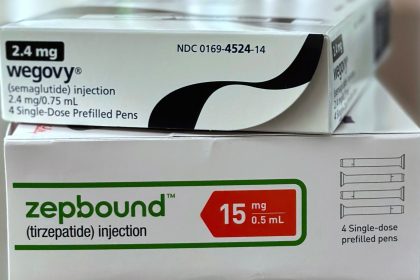 2.4 mg
NDC 0169-4524-14
wegovy®
(semaglutide) injection
2.4 mg/0.75 mL
4 Single-Dose Prefilled Pens
zepbound™
(tirzepatide) injection
15 mg
0.5 mL
4 Single-dose
prefilled pens